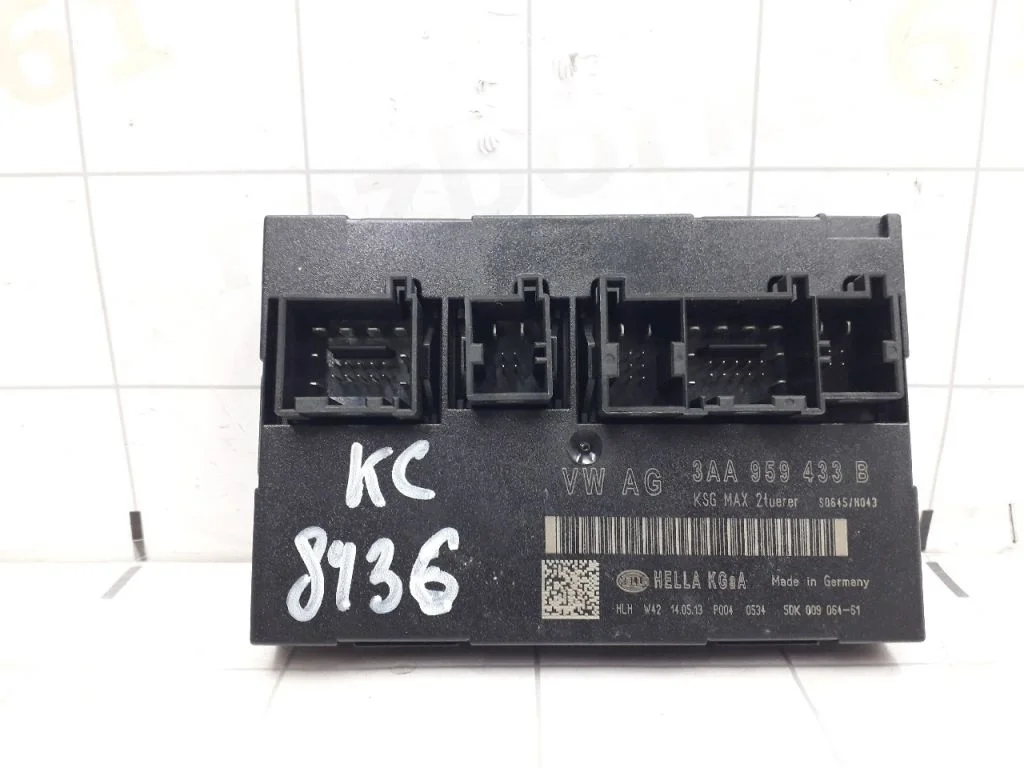 KC
8936
VW AG 3AA 959 433 B
KSG MAX 2tuerer S0645/N043
HELLA KGaA Made in Germany
HLH W42 14.05.13 P004 0534 5DK 009 064-61